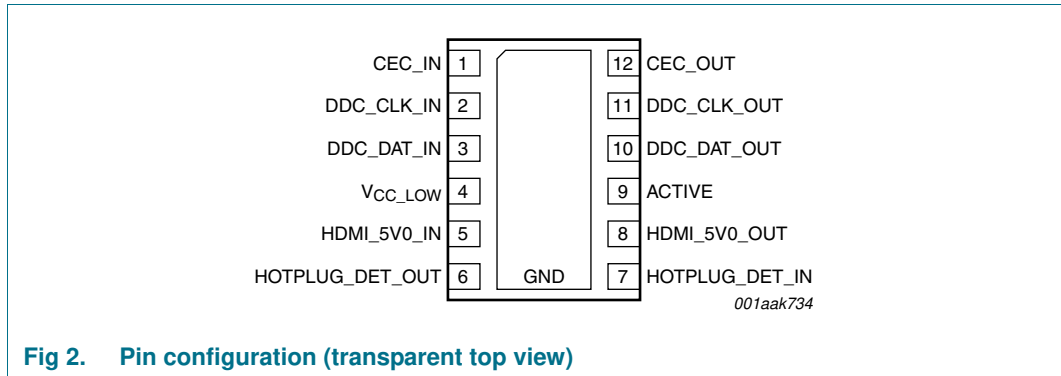 CEC_IN 1 12 CEC_OUT
DDC_CLK_IN 2 11 DDC_CLK_OUT
DDC_DAT_IN 3 10 DDC_DAT_OUT
VCC_LOW 4 9 ACTIVE
HDMI_5V0_IN 5 8 HDMI_5V0_OUT
HOTPLUG_DET_OUT 6 GND 7 HOTPLUG_DET_IN
001aak734
Fig 2. Pin configuration (transparent top view)